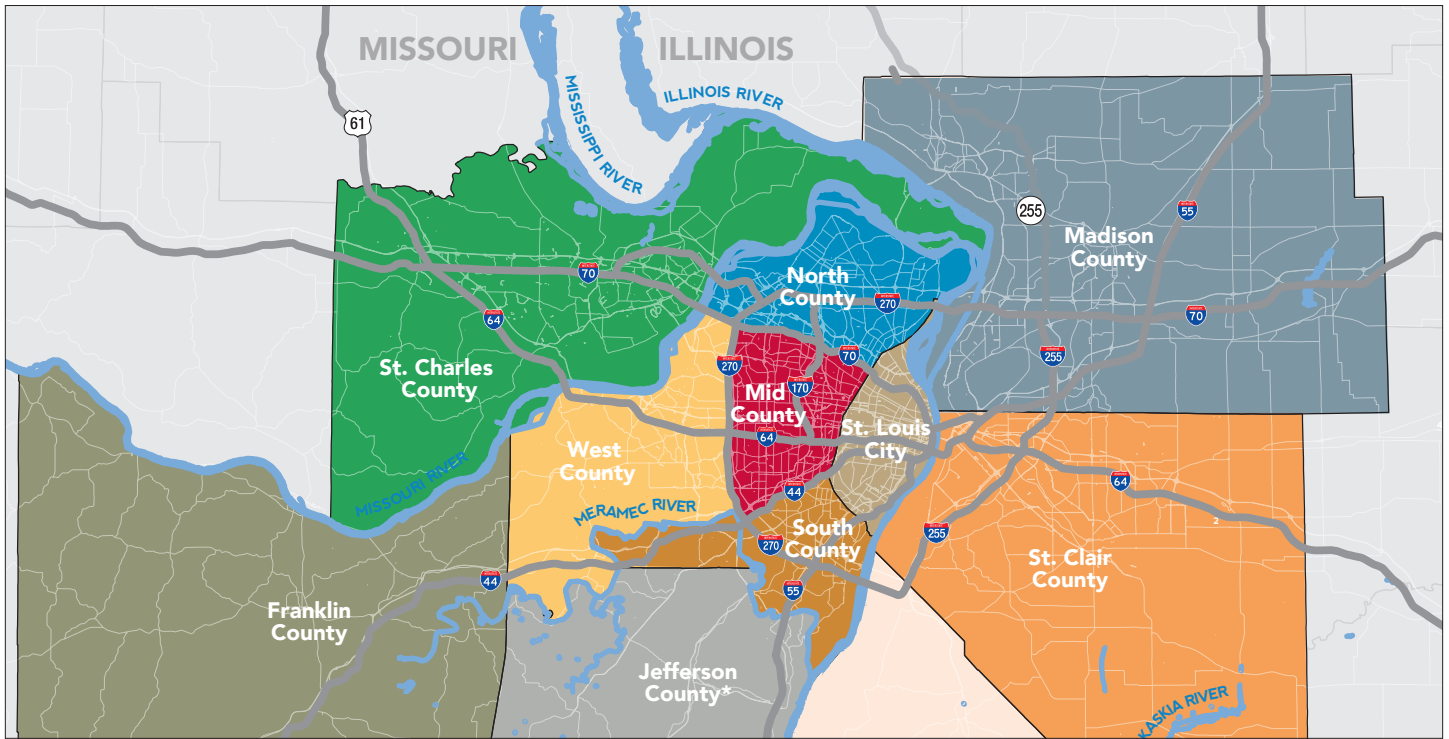 MISSOURI
ILLINOIS
MISSISSIPPI RIVER
ILLINOIS RIVER
61
255
55
Madison
County
North
County
70
270
64
70
St. Charles
County
270
70
255
170
Mid
County
St. Louis
City
64
West
County
MISSOURI RIVER
64
44
MERAMEC RIVER
2
South
County
270
255
St. Clair
County
44
55
Franklin
County
Jefferson
County*
KASKIA RIVER